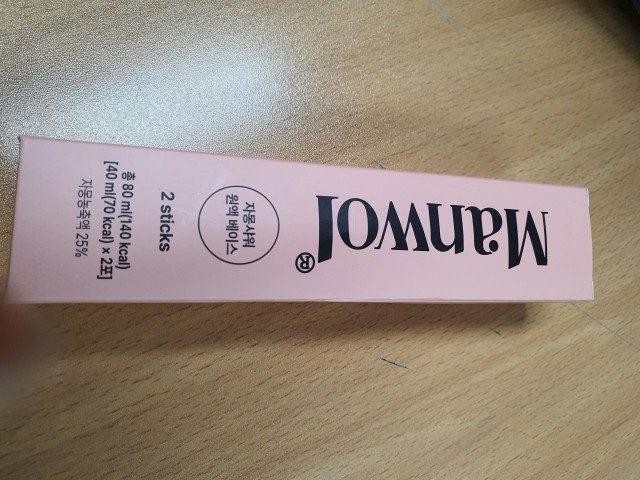 Manwol®
자몽사워
원액 베이스
2 sticks
총 80 ml(140 kcal)
[40 ml(70 kcal) x 2포]
자몽농축액 25%